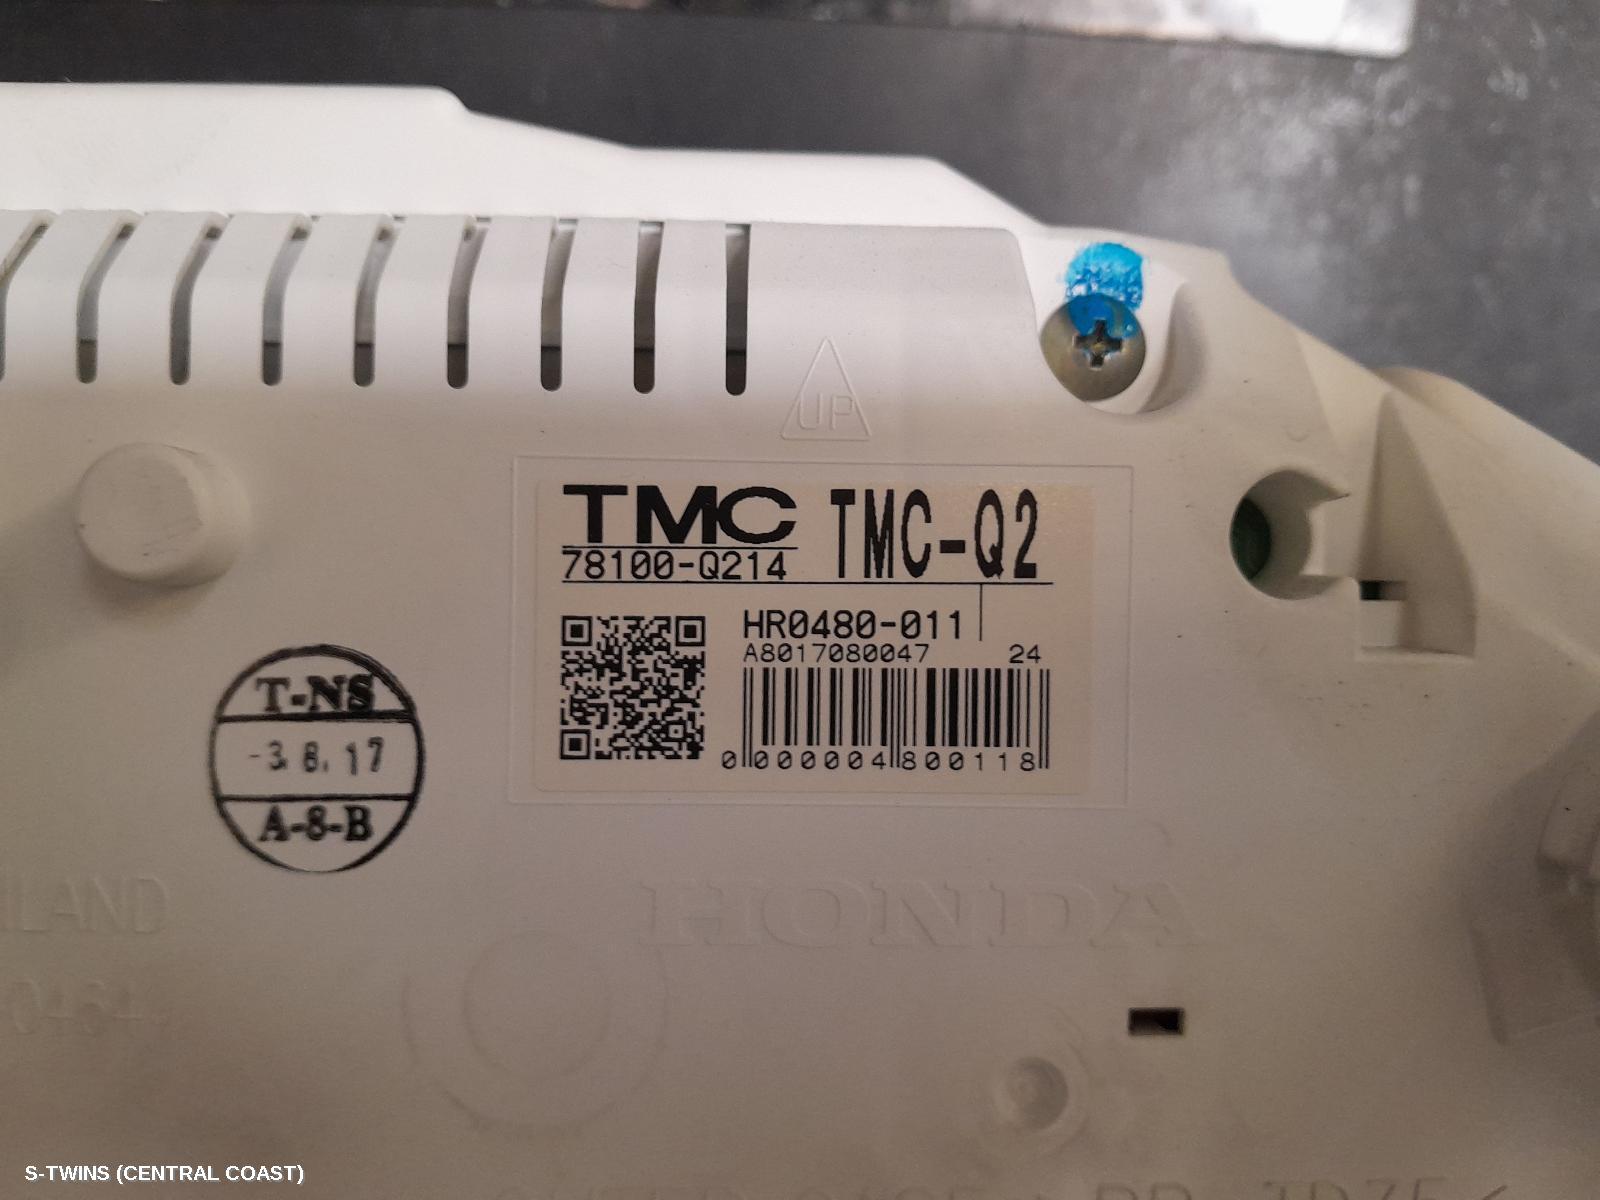 UP
TMC TMC-Q2
78100-Q214
HR0480-011
A8017080047 24
0 000004 800118
T-NS
-3. 8. 17
A-8-B
HONDA
S-TWINS (CENTRAL COAST)